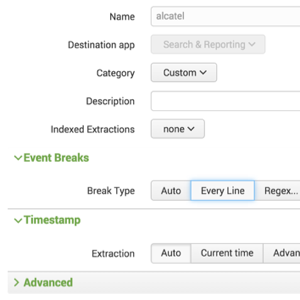 Name alcatel
Destination app Search & Reporting
Category Custom
Description
Indexed Extractions none
Event Breaks
Break Type Auto Every Line Regex...
Timestamp
Extraction Auto Current time Advan
Advanced